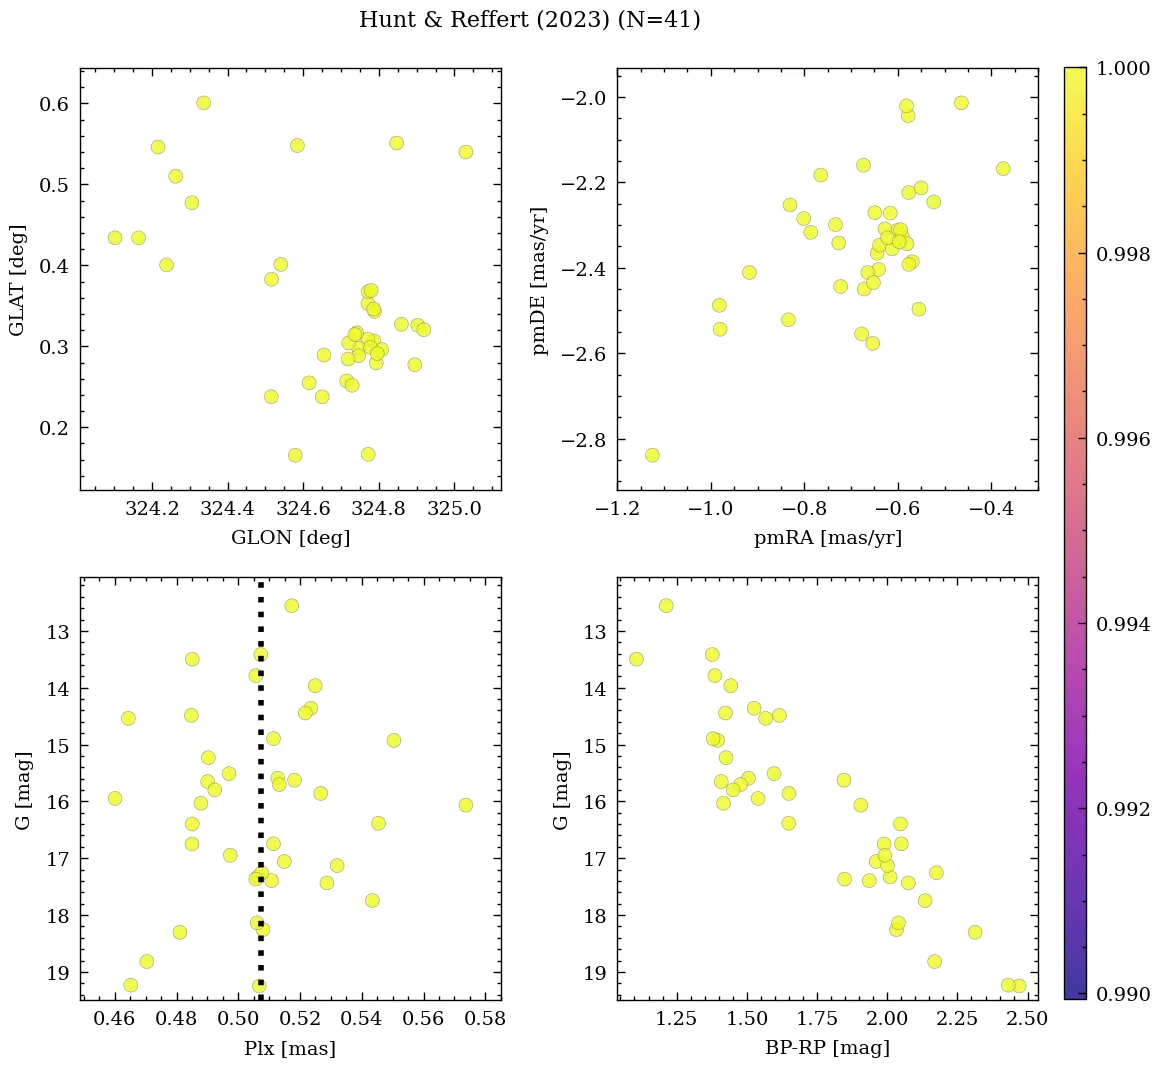 Hunt & Reffert (2023) (N=41)
0.6
0.5
0.4
0.3
0.2
GLAT [deg]
324.2 324.4 324.6 324.8 325.0
GLON [deg]
−2.0
−2.2
−2.4
−2.6
−2.8
pmDE [mas/yr]
−1.2 −1.0 −0.8 −0.6 −0.4
pmRA [mas/yr]
13
14
15
16
17
18
19
G [mag]
0.46 0.48 0.50 0.52 0.54 0.56 0.58
Plx [mas]
13
14
15
16
17
18
19
G [mag]
1.25 1.50 1.75 2.00 2.25 2.50
BP-RP [mag]
1.000
0.998
0.996
0.994
0.992
0.990